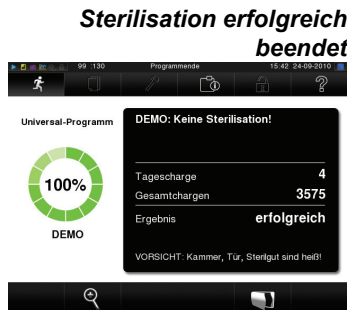 Sterilisation erfolgreich
beendet
99 :130 Programmende 15:42 24-09-2010
Universal-Programm
DEMO: Keine Sterilisation!
100%
DEMO
Tagescharge 4
Gesamtchargen 3575
Ergebnis erfolgreich
VORSICHT: Kammer, Tür, Sterilgut sind heiß!